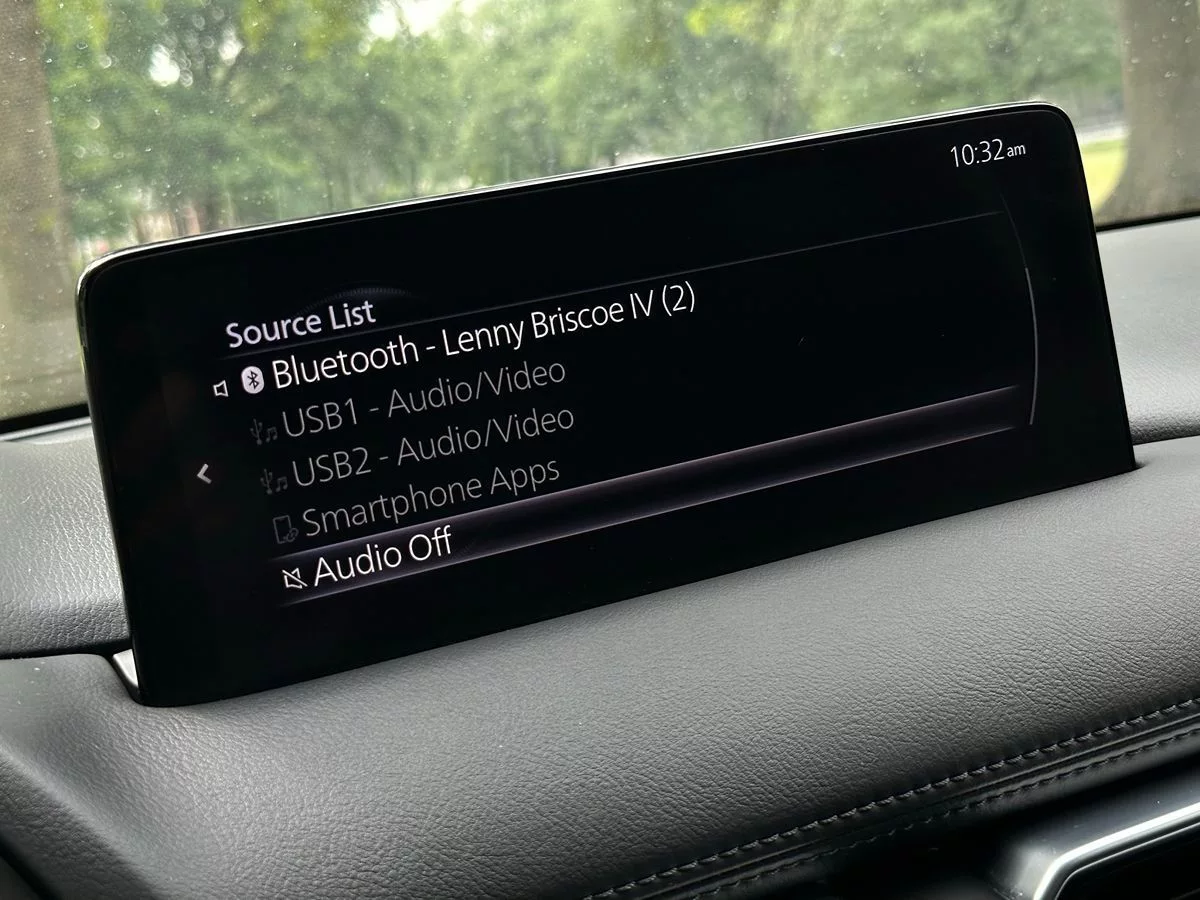 10:32am
Source List
Bluetooth - Lenny Briscoe IV (2)
USB1 - Audio/Video
USB2 - Audio/Video
Smartphone Apps
Audio Off